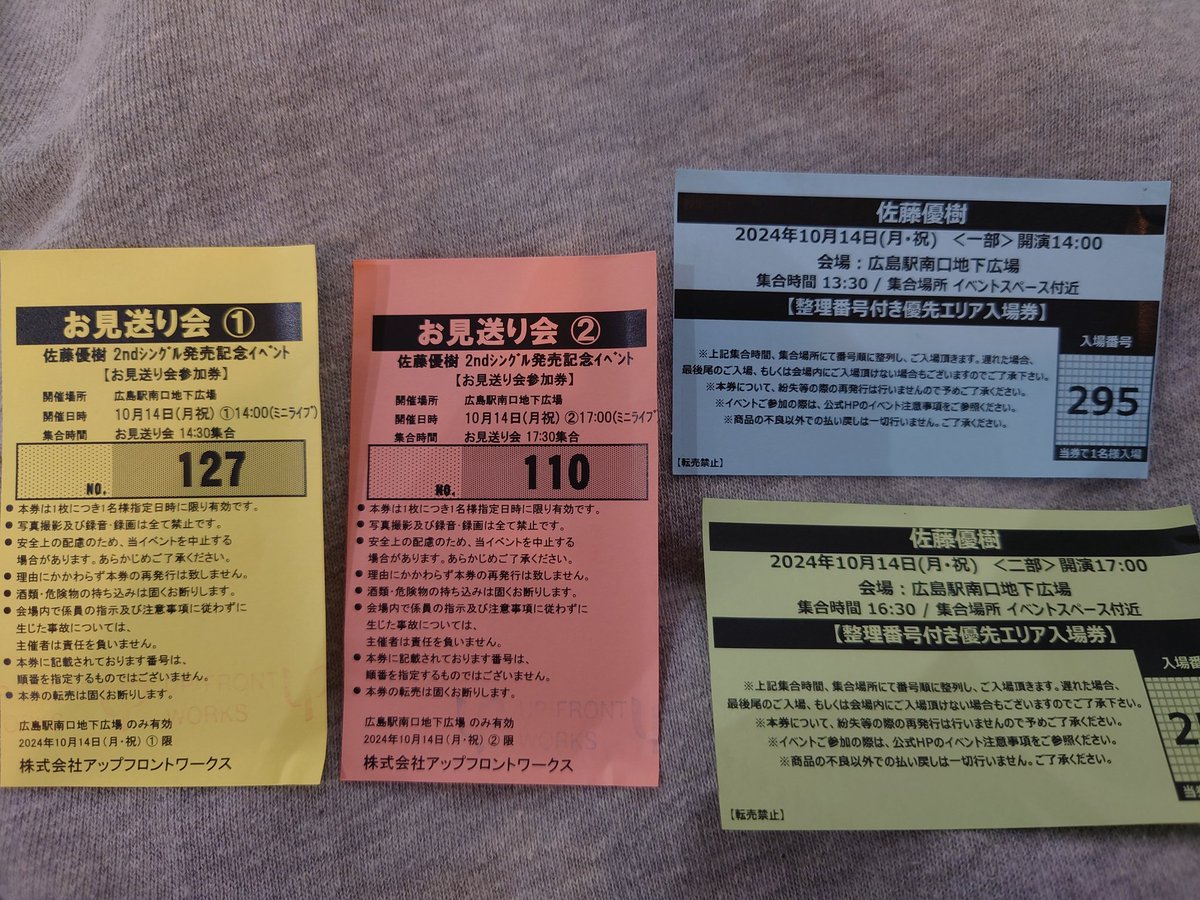 お見送り会 ①
佐藤優樹 2ndシングル発売記念イベント
【お見送り会参加券】
開催場所 広島駅南口地下広場
開催日時 10月14日(月祝) ①14:00(ミニライブ)
集合時間 お見送り会 14:30集合
NO. 127
● 本券は1枚につき1名様指定日時に限り有効です。
● 写真撮影及び録音・録画は全て禁止です。
● 安全上の配慮のため、当イベントを中止する
場合があります。あらかじめご了承ください。
● 理由にかかわらず本券の再発行は致しません。
● 酒類・危険物の持ち込みは固くお断りします。
● 会場内で係員の指示及び注意事項に従わずに
生じた事故については、
主催者は責任を負いません。
● 本券に記載されております番号は、
順番を指定するものではございません。
● 本券の転売は固くお断りします。
FRONT
WORKS
広島駅南口地下広場 のみ有効
2024年10月14日(月・祝) ① 限
株式会社アップフロントワークス
お見送り会 ②
佐藤優樹 2ndシングル発売記念イベント
【お見送り会参加券】
開催場所 広島駅南口地下広場
開催日時 10月14日(月祝) ②17:00(ミニライブ
集合時間 お見送り会 17:30集合
NO. 110
● 本券は1枚につき1名様指定日時に限り有効です。
● 写真撮影及び録音・録画は全て禁止です。
● 安全上の配慮のため、当イベントを中止する
場合があります。あらかじめご了承ください。
● 理由にかかわらず本券の再発行は致しません。
● 酒類・危険物の持ち込みは固くお断りします。
● 会場内で係員の指示及び注意事項に従わずに
生じた事故については、
主催者は責任を負いません。
● 本券に記載されております番号は、
順番を指定するものではございません。
● 本券の転売は固くお断りします。
UP-FRONT
WORKS
広島駅南口地下広場 のみ有効
2024年10月14日(月・祝) ② 限
株式会社アップフロントワークス
佐藤優樹
2024年10月14日(月・祝) <一部>開演14:00
会場：広島駅南口地下広場
集合時間 13:30 / 集合場所 イベントスペース付近
【整理番号付き優先エリア入場券】
入場番号
※上記集合時間、集合場所にて番号順に整列し、ご入場頂きます。遅れた場合、
最後尾のご入場、もしくは会場内にご入場頂けない場合もございますのでご了承下さい。
※本券について、紛失等の際の再発行は行いませんので予めご了承ください。
※イベントご参加の際は、公式HPのイベント注意事項をご参照ください。
※商品の不良以外での払い戻しは一切行いません。ご了承ください。
295
当券で1名様入場
【転売禁止】
佐藤優樹
2024年10月14日(月・祝) <二部>開演17:00
会場：広島駅南口地下広場
集合時間 16:30 / 集合場所 イベントスペース付近
【整理番号付き優先エリア入場券】
入場番
※上記集合時間、集合場所にて番号順に整列し、ご入場頂きます。遅れた場合、
最後尾のご入場、もしくは会場内にご入場頂けない場合もございますのでご了承下さい。
※本券について、紛失等の際の再発行は行いませんので予めご了承ください。
※イベントご参加の際は、公式HPのイベント注意事項をご参照ください。
※商品の不良以外での払い戻しは一切行いません。ご了承ください。
2
当券
【転売禁止】